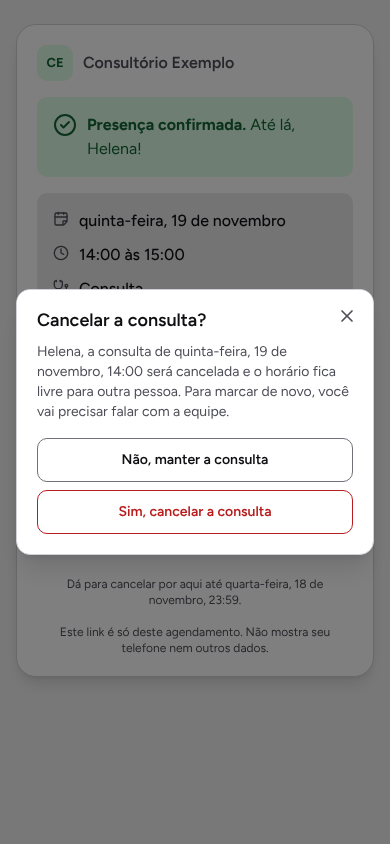 CE
Consultório Exemplo
Presença confirmada. Até lá,
Helena!
quinta-feira, 19 de novembro
14:00 às 15:00
Consulta
Cancelar a consulta?
Helena, a consulta de quinta-feira, 19 de
novembro, 14:00 será cancelada e o horário fica
livre para outra pessoa. Para marcar de novo, você
vai precisar falar com a equipe.
Não, manter a consulta
Sim, cancelar a consulta
Dá para cancelar por aqui até quarta-feira, 18 de
novembro, 23:59.
Este link é só deste agendamento. Não mostra seu
telefone nem outros dados.